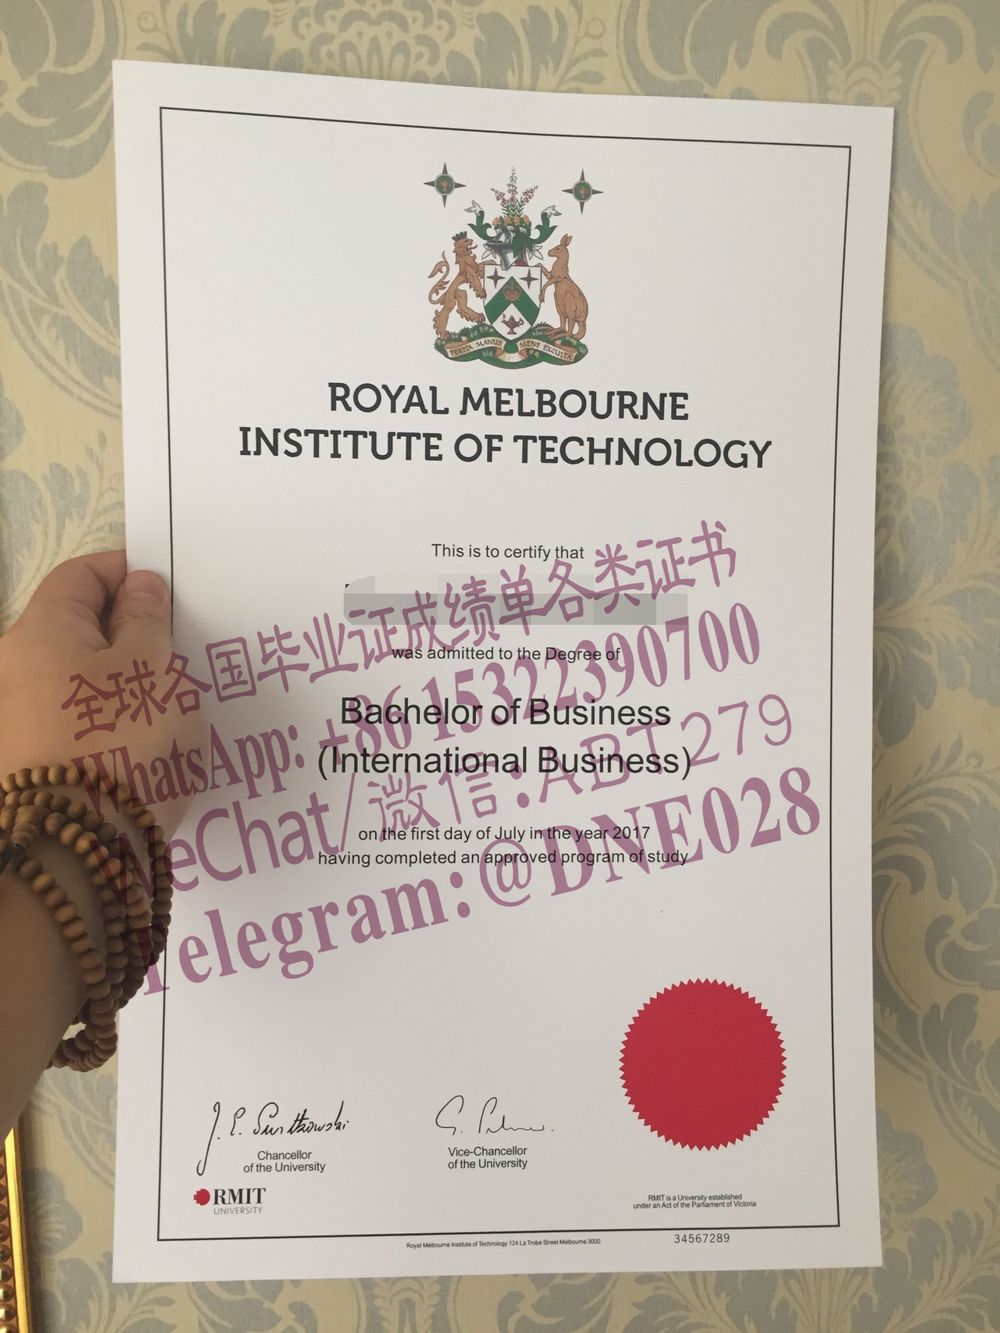 PERITA MANUS MENS EXCULTA
ROYAL MELBOURNE
INSTITUTE OF TECHNOLOGY
This is to certify that
was admitted to the Degree of
Bachelor of Business
(International Business)
on the first day of July in the year 2017
having completed an approved program of study
全球各国毕业证成绩单各类证书
WhatsApp: +86 15322390700
WeChat/微信:ABT279
Telegram:@DNE028
Chancellor
of the University
Vice-Chancellor
of the University
RMIT
UNIVERSITY
RMIT is a University established
under an Act of the Parliament of Victoria
Royal Melbourne Institute of Technology 124 La Trobe Street Melbourne 3000
34567289